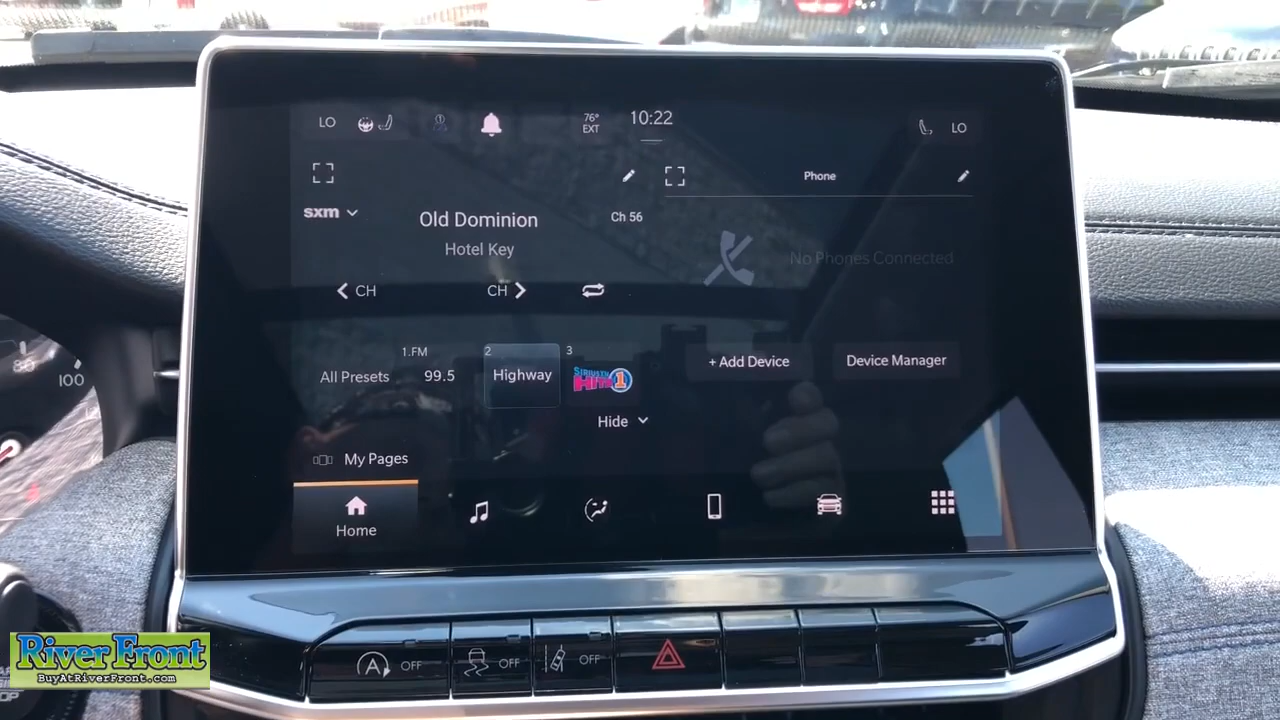 LO
76°
EXT
10:22
LO
Phone
sxm
Old Dominion
Ch 56
Hotel Key
No Phones Connected
CH
CH
1.FM
2
3
All Presets
99.5
Highway
SIRIUSXM
HITS 1
+ Add Device
Device Manager
Hide
My Pages
Home
80
100
A OFF
OFF
OFF
River Front
BuyAtRiverFront.com